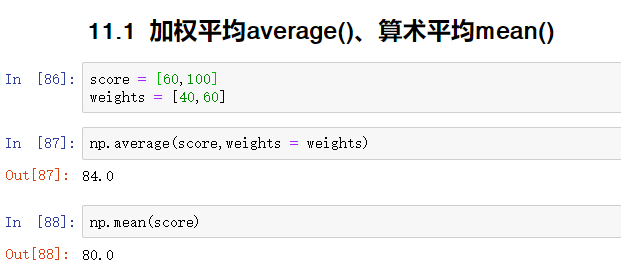 11.1 加权平均average()、算术平均mean()
In [86]: score = [60,100]
weights = [40,60]
In [87]: np.average(score,weights = weights)
Out[87]: 84.0
In [88]: np.mean(score)
Out[88]: 80.0